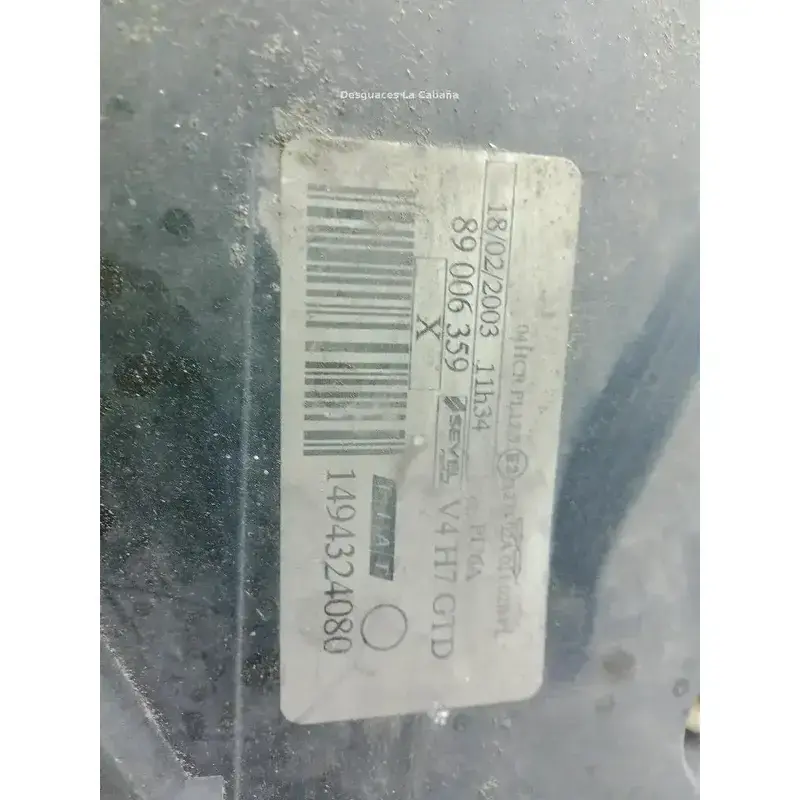 Desguaces La Cabaña
18/02/2003 11h34
89 006 359 SEVEL V4 H7 GTD
X
FIAT
1494324080